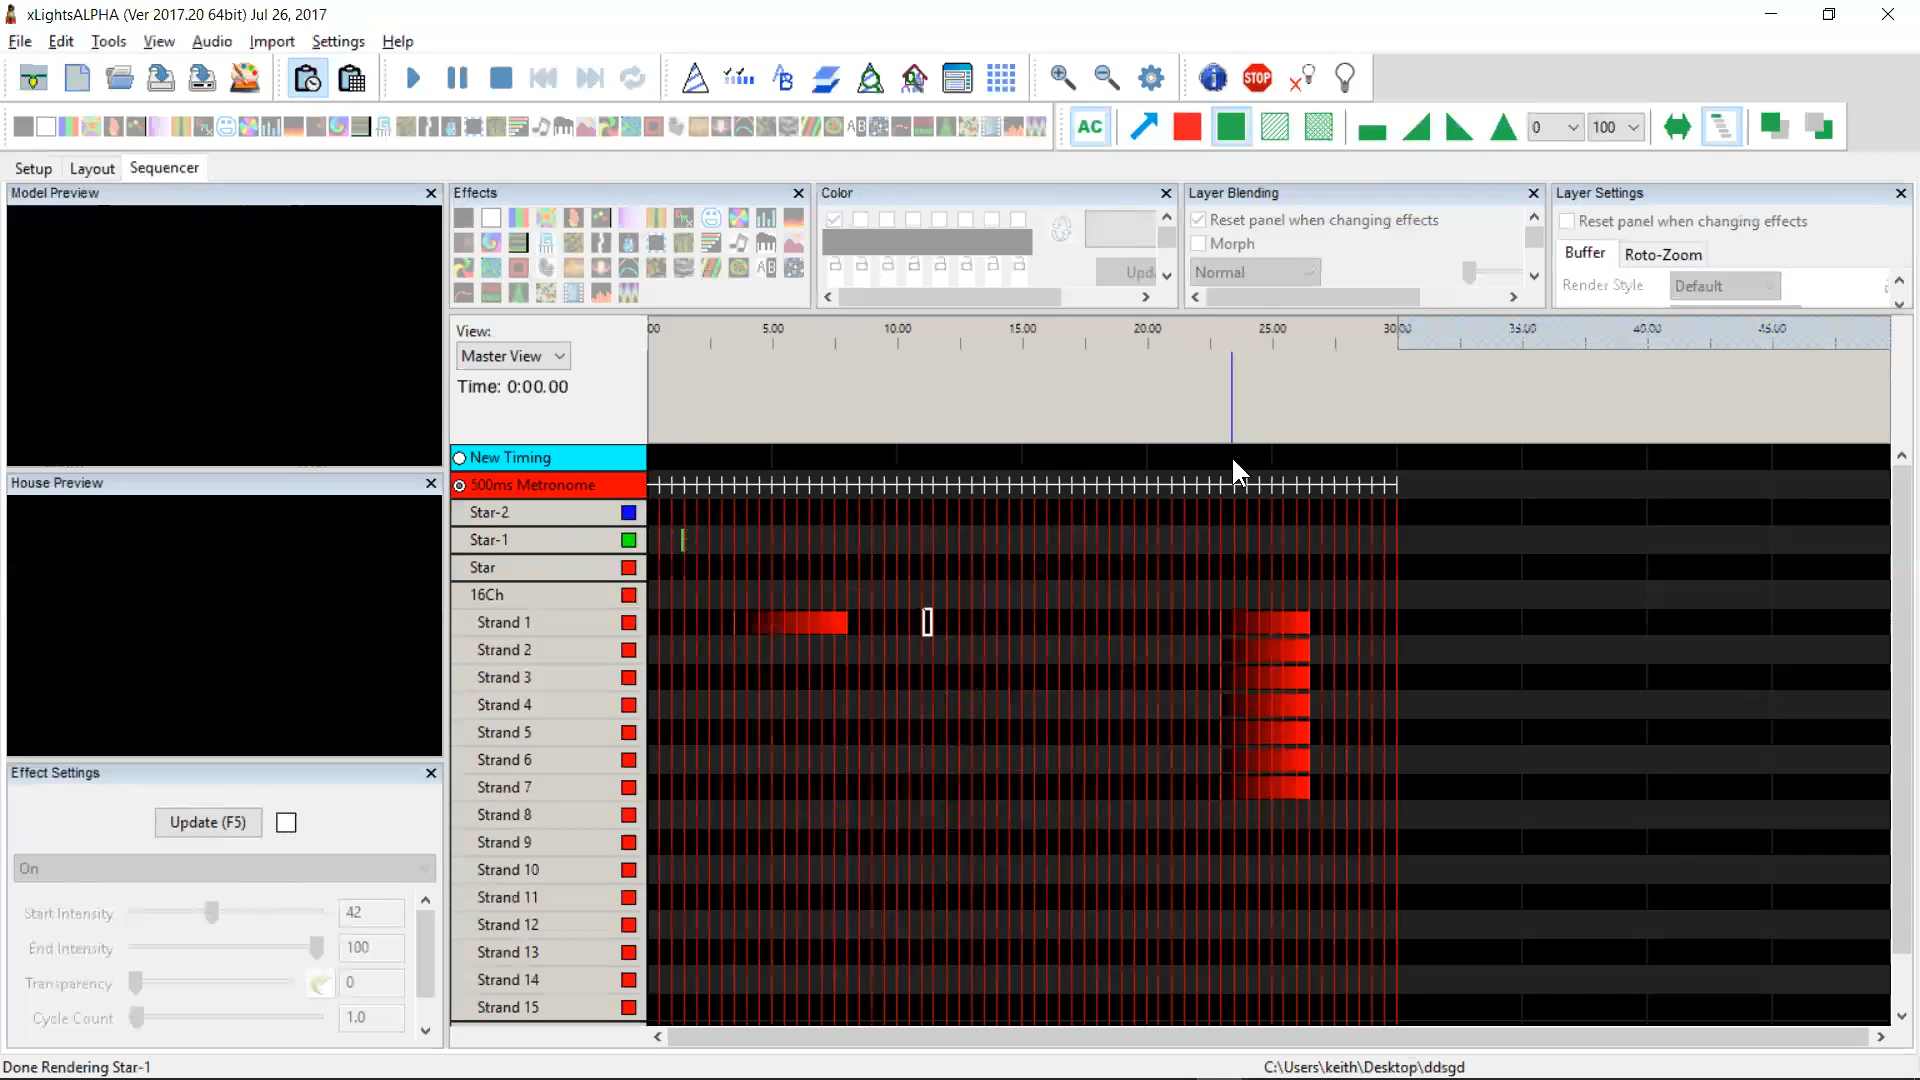 xLightsALPHA (Ver 2017.20 64bit) Jul 26, 2017
File Edit Tools View Audio Import Settings Help
STOP
AC 0 100
Setup Layout Sequencer
Model Preview
House Preview
Effect Settings
Update (F5)
On
Start Intensity 42
End Intensity 100
Transparency 0
Cycle Count 1.0
Effects
Color
Upda
Layer Blending
Reset panel when changing effects
Morph
Normal
Layer Settings
Reset panel when changing effects
Buffer Roto-Zoom
Render Style Default
View:
Master View
Time: 0:00.00
00 5.00 10.00 15.00 20.00 25.00 30.00 35.00 40.00 45.00
New Timing
500ms Metronome
Star-2
Star-1
Star
16Ch
Strand 1
Strand 2
Strand 3
Strand 4
Strand 5
Strand 6
Strand 7
Strand 8
Strand 9
Strand 10
Strand 11
Strand 12
Strand 13
Strand 14
Strand 15
Done Rendering Star-1
C:\Users\keith\Desktop\ddsgd